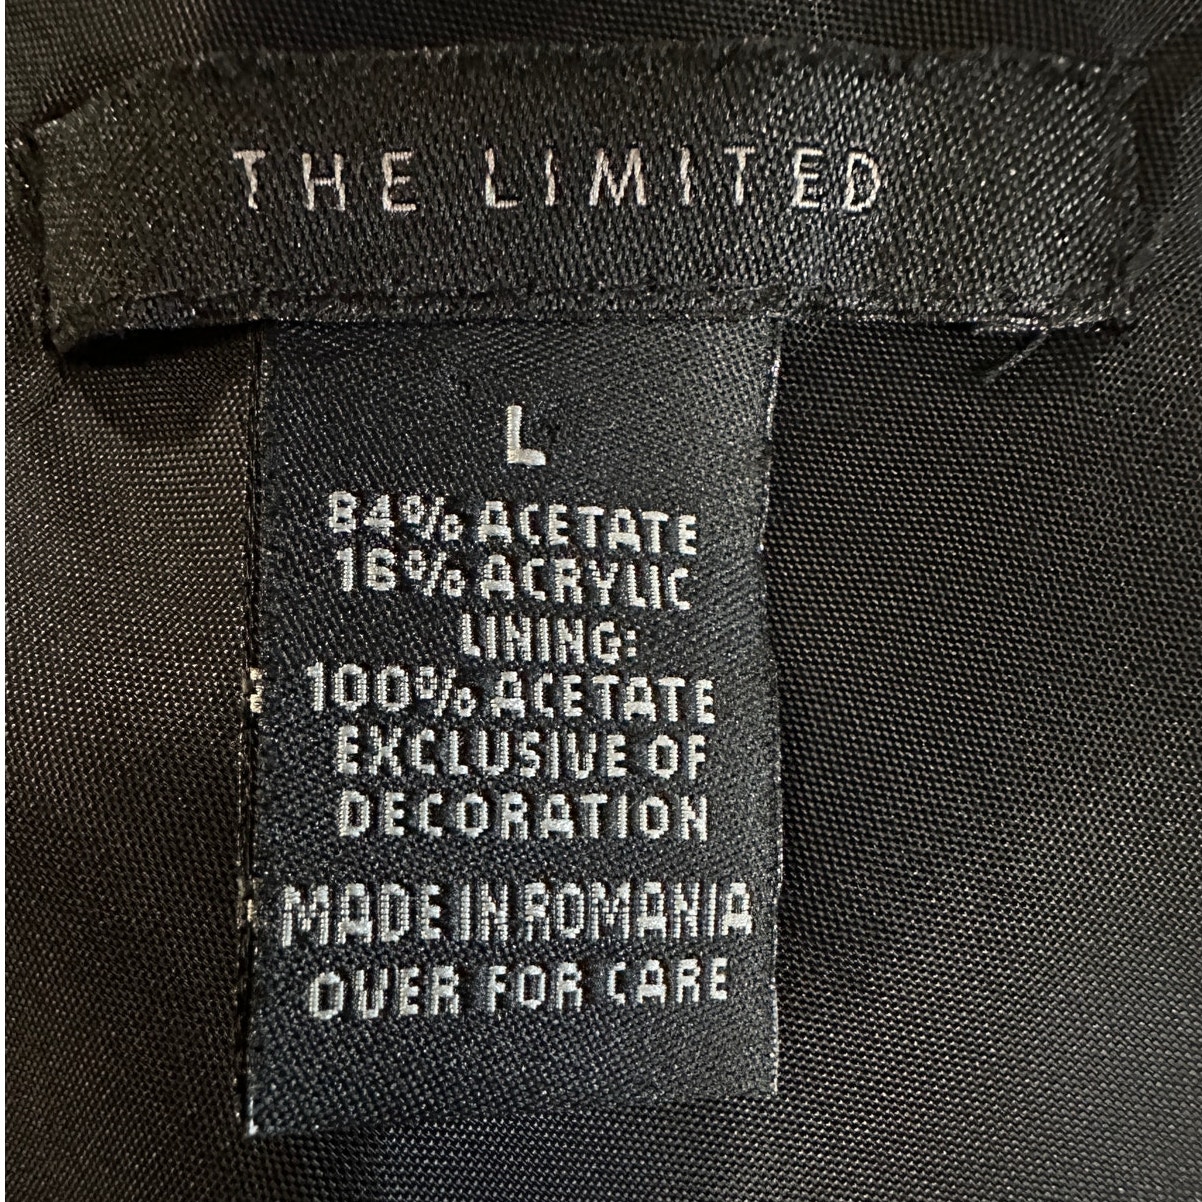 THE LIMITED
L
84% ACETATE
16% ACRYLIC
LINING:
100% ACETATE
EXCLUSIVE OF
DECORATION
MADE IN ROMANIA
OVER FOR CARE